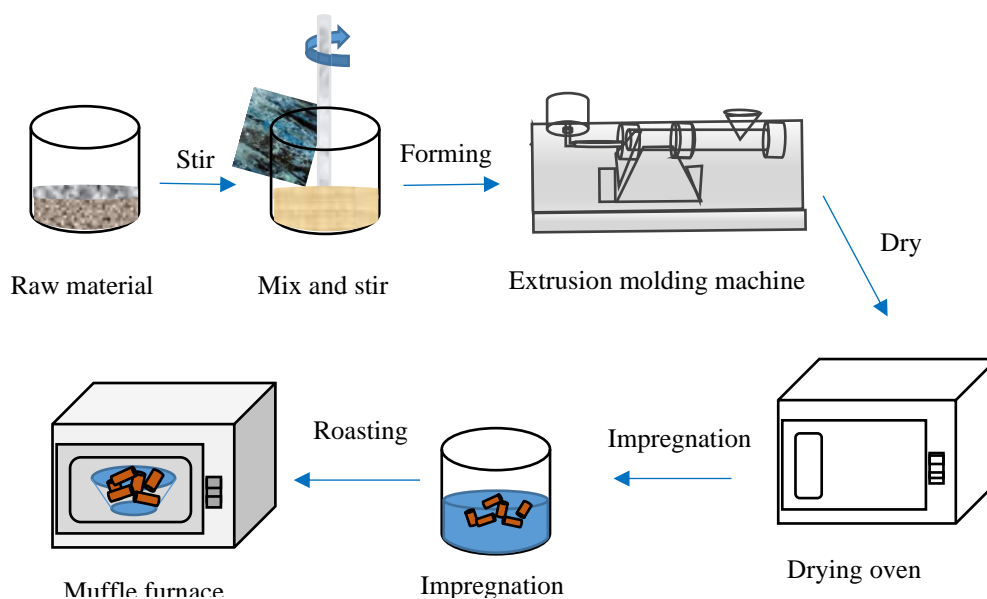 Stir
Forming
Raw material
Mix and stir
Extrusion molding machine
Dry
Roasting
Impregnation
Muffle furnace
Impregnation
Drying oven